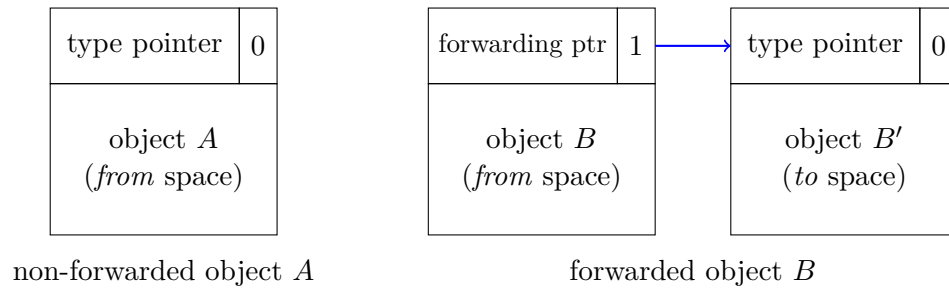 type pointer 0
forwarding ptr 1
type pointer 0
object A
(from space)
object B
(from space)
object B′
(to space)
non-forwarded object A
forwarded object B